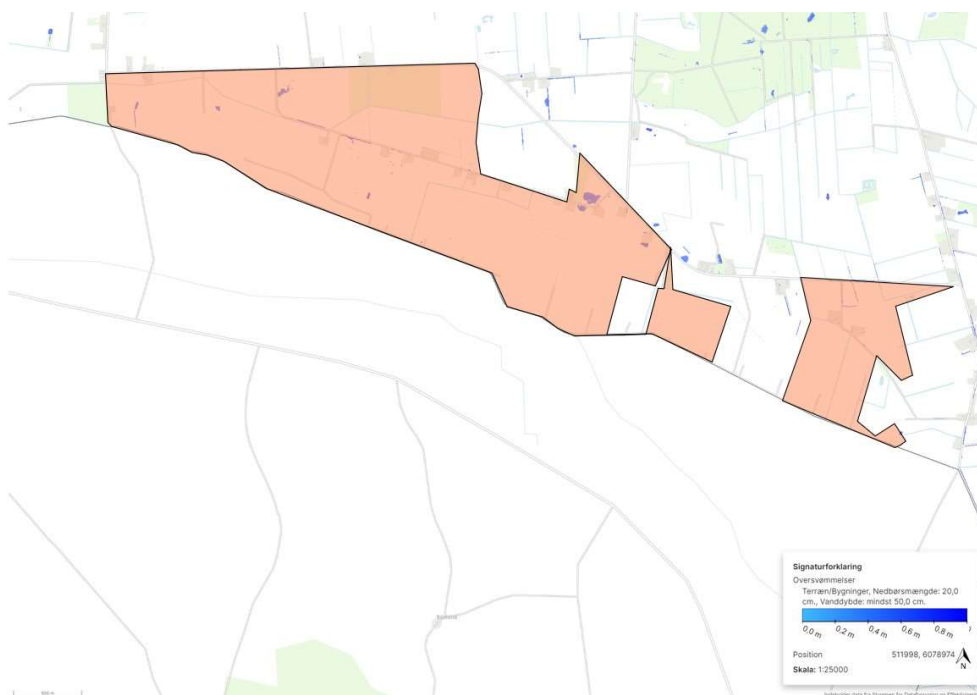 Signaturforklaring
Oversvømmelser
Terræn/Bygninger, Nedbørsmængde: 20,0
cm., Vanddybde: mindst 50,0 cm.
0,0 m 0,2 m 0,4 m 0,6 m 0,8 m 1
Position 511998, 6078974
Skala: 1:25000
N